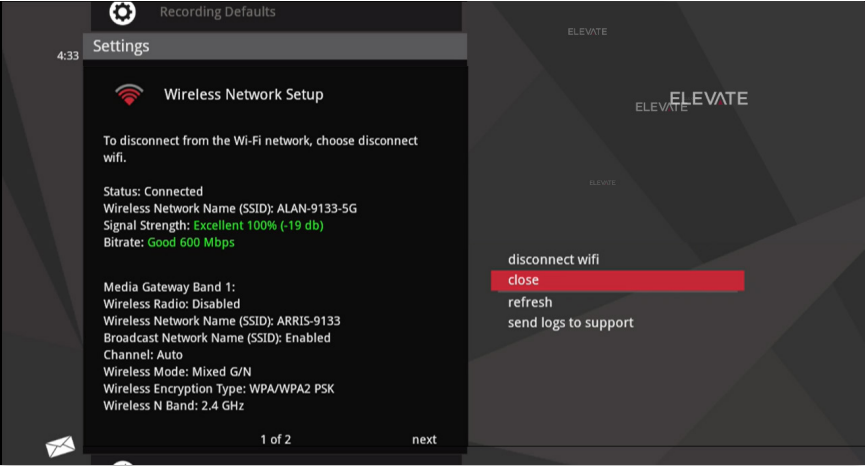 Recording Defaults
ELEVATE
4:33
Settings
Wireless Network Setup
ELEVATE
ELEVATE
To disconnect from the Wi-Fi network, choose disconnect
wifi.
ELEVATE
Status: Connected
Wireless Network Name (SSID): ALAN-9133-5G
Signal Strength: Excellent 100% (-19 db)
Bitrate: Good 600 Mbps
Media Gateway Band 1:
Wireless Radio: Disabled
Wireless Network Name (SSID): ARRIS-9133
Broadcast Network Name (SSID): Enabled
Channel: Auto
Wireless Mode: Mixed G/N
Wireless Encryption Type: WPA/WPA2 PSK
Wireless N Band: 2.4 GHz
1 of 2
next
disconnect wifi
close
refresh
send logs to support